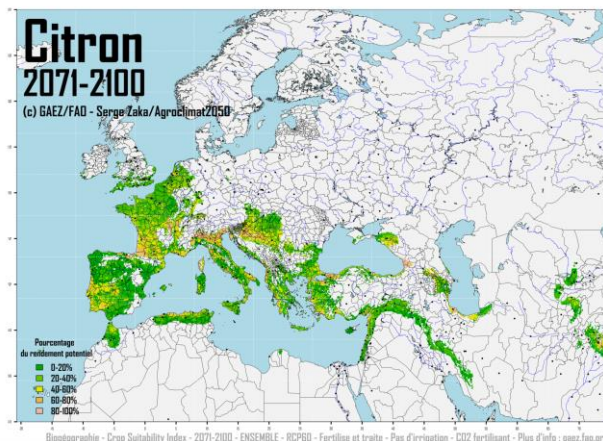 Citron
2071-2100
(c) GAEZ/FAO - Serge Zaka/Agroclimat2050
Pourcentage
du rendement potentiel
0-20%
20-40%
40-60%
60-80%
80-100%
Biogéographie - Crop Suitability Index - 2071-2100 - ENSEMBLE - RCP60 - Fertilise et traite - Pas d'irrigation - CO2 fertilisant - Plus d'info : gaez.fao.org